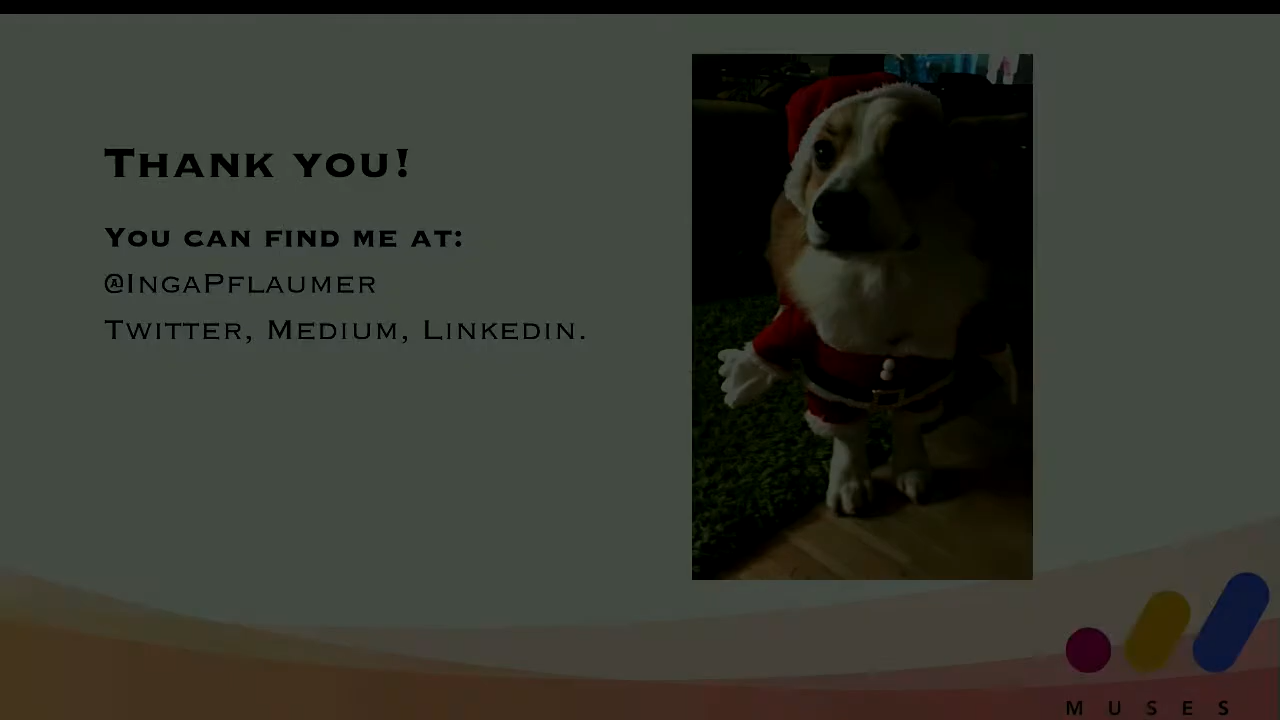 Thank you!
You can find me at:
@IngaPflaumer
Twitter, Medium, Linkedin.
MUSES